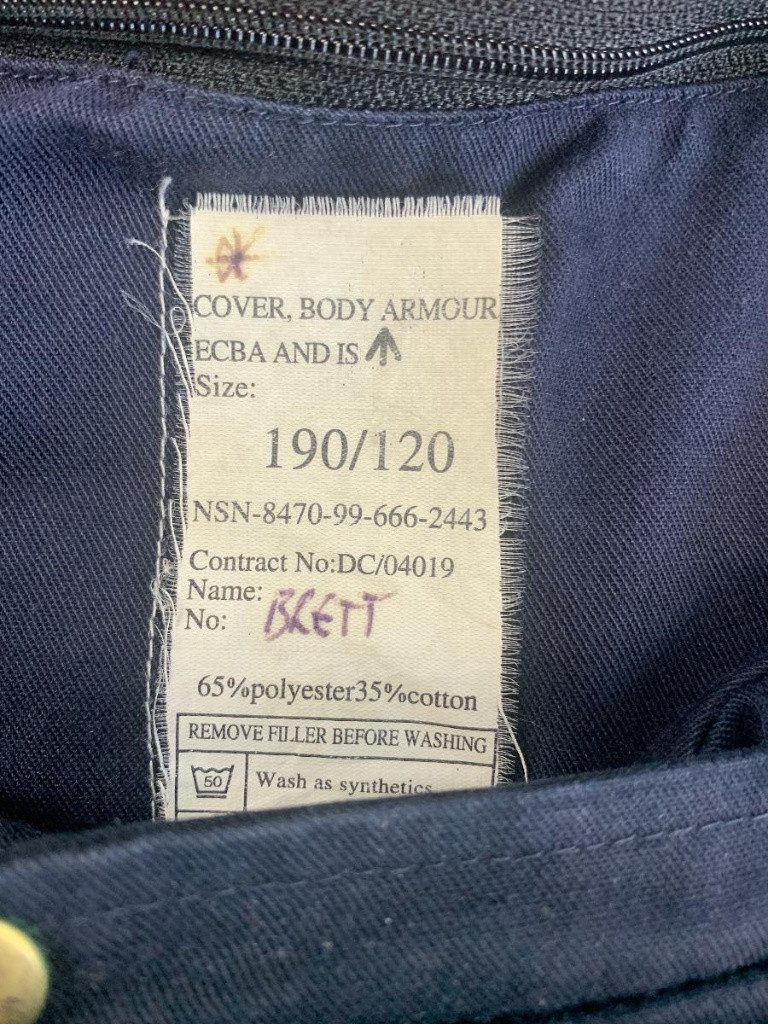 COVER, BODY ARMOUR
ECBA AND IS
Size:
190/120
NSN-8470-99-666-2443
Contract No:DC/04019
Name:
No: BRETT
65%polyester35%cotton
REMOVE FILLER BEFORE WASHING
50 Wash as synthetics